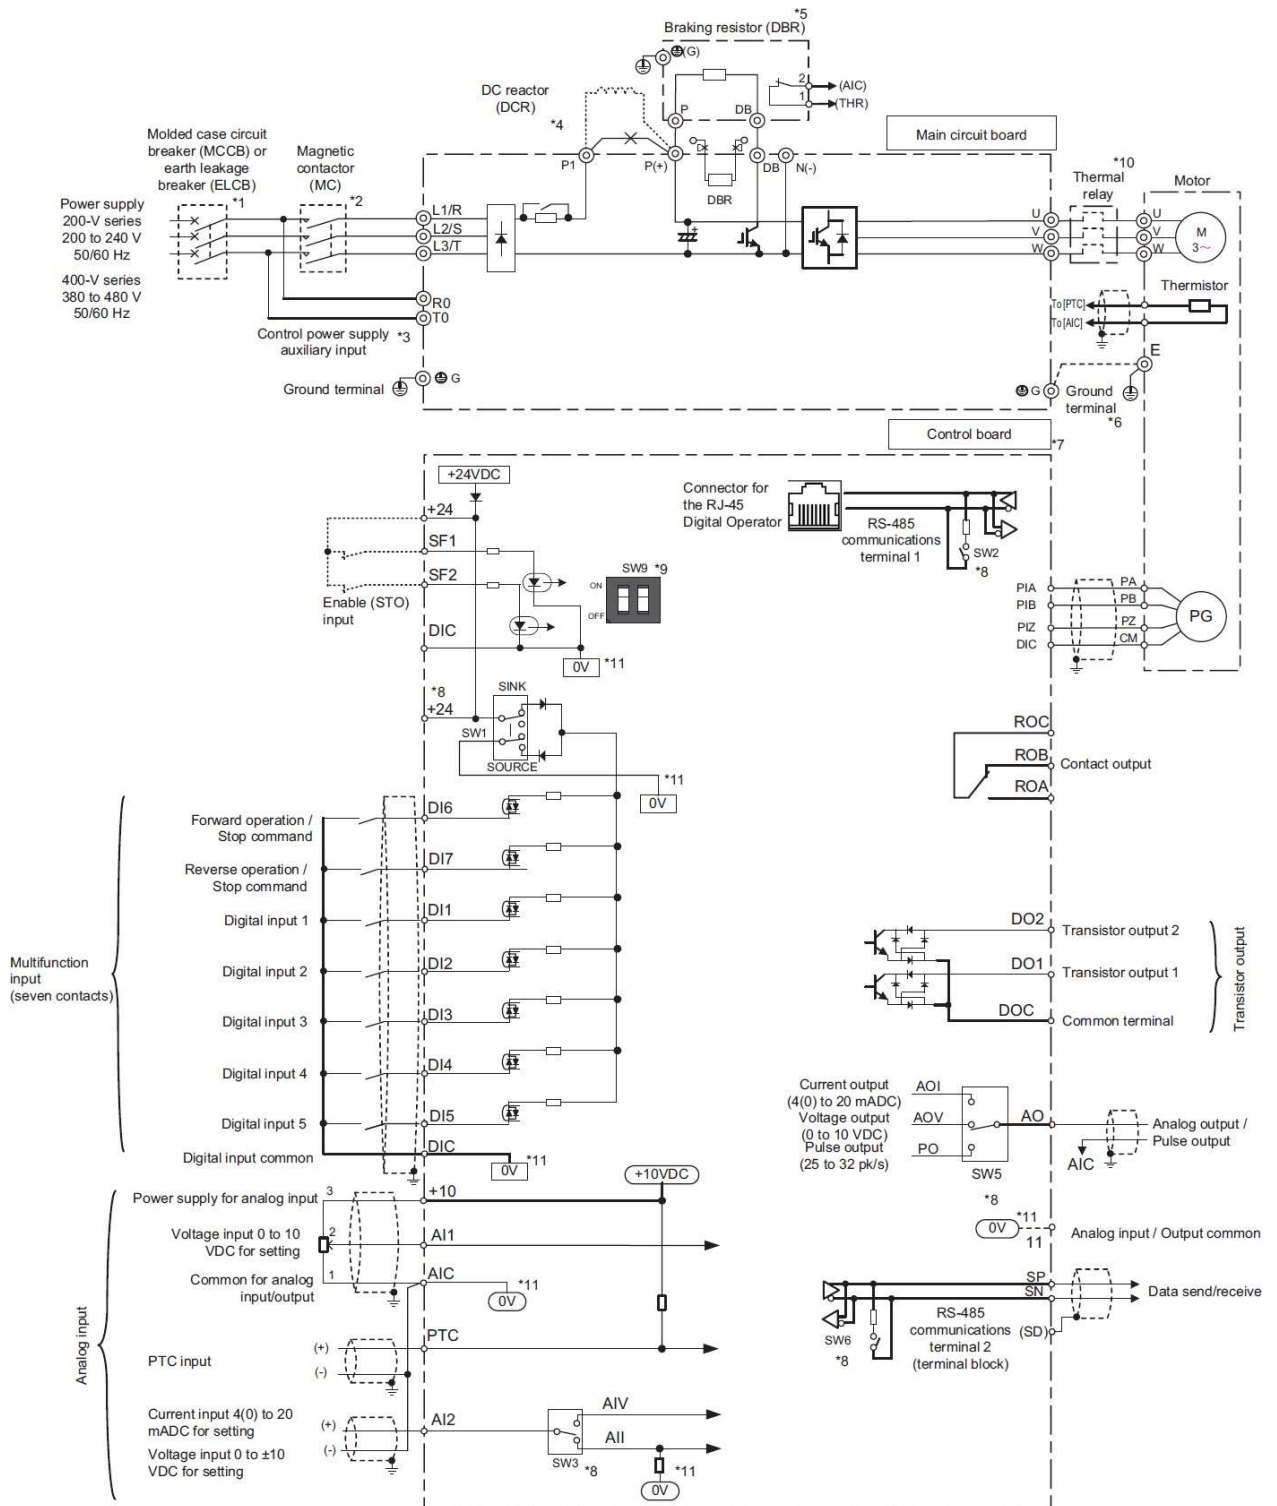 *5
Braking resistor (DBR)
(G)
2
(AIC)
1
(THR)
P
DB
DC reactor
(DCR)
*4
Main circuit board
Molded case circuit
breaker (MCCB) or
earth leakage
breaker (ELCB)
*1
Magnetic
contactor
(MC)
*2
P1
P(+)
DBR
DB
N(-)
*10
Thermal
relay
Motor
Power supply
200-V series
200 to 240 V
50/60 Hz
400-V series
380 to 480 V
50/60 Hz
L1/R
L2/S
L3/T
+
U
V
W
U
V
W
M
3~
R0
T0
Control power supply
auxiliary input
*3
Thermistor
To [PTC]
To [AIC]
E
Ground terminal
G
G
Ground
terminal
*6
Control board
*7
+24VDC
+24
SF1
SF2
Enable (STO)
input
DIC
0V
*11
SW9
*9
ON
OFF
Connector for
the RJ-45
Digital Operator
RS-485
communications
terminal 1
SW2
*8
PIA
PIB
PIZ
DIC
PA
PB
PZ
CM
PG
*8
+24
SINK
SW1
SOURCE
*11
0V
ROC
ROB
ROA
Contact output
Multifunction
input
(seven contacts)
Forward operation /
Stop command
DI6
Reverse operation /
Stop command
DI7
Digital input 1
DI1
Digital input 2
DI2
Digital input 3
DI3
Digital input 4
DI4
Digital input 5
DI5
Digital input common
DIC
0V
*11
DO2
Transistor output 2
DO1
Transistor output 1
DOC
Common terminal
Transistor output
Current output
(4(0) to 20 mADC)
Voltage output
(0 to 10 VDC)
Pulse output
(25 to 32 pk/s)
AOI
AOV
PO
SW5
*8
AO
Analog output /
Pulse output
AIC
Analog input
Power supply for analog input
3
+10
+10VDC
Voltage input 0 to 10
VDC for setting
2
AI1
Common for analog
input/output
1
AIC
0V
*11
0V
*11
11
Analog input / Output common
PTC input
(+)
(-)
PTC
SP
SN
(SD)
Data send/receive
SW6
*8
RS-485
communications
terminal 2
(terminal block)
Current input 4(0) to 20
mADC for setting
Voltage input 0 to ±10
VDC for setting
(+)
(-)
AI2
AIV
AII
SW3
*8
*11
0V